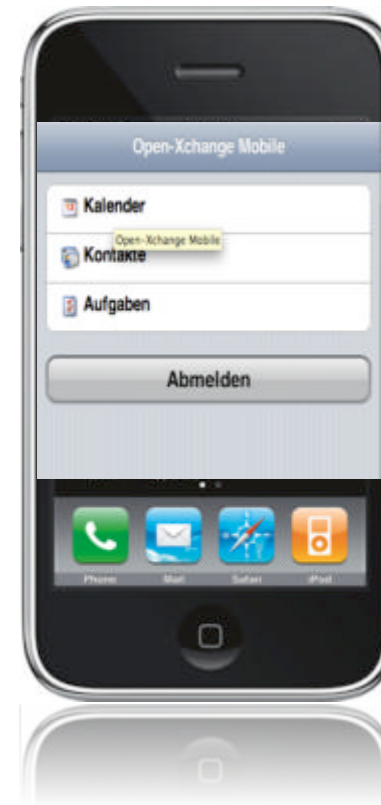 Open-Xchange Mobile
Kalender
Open-Xchange Mobile
Kontakte
Aufgaben
Abmelden
Phone Mail Safari iPod